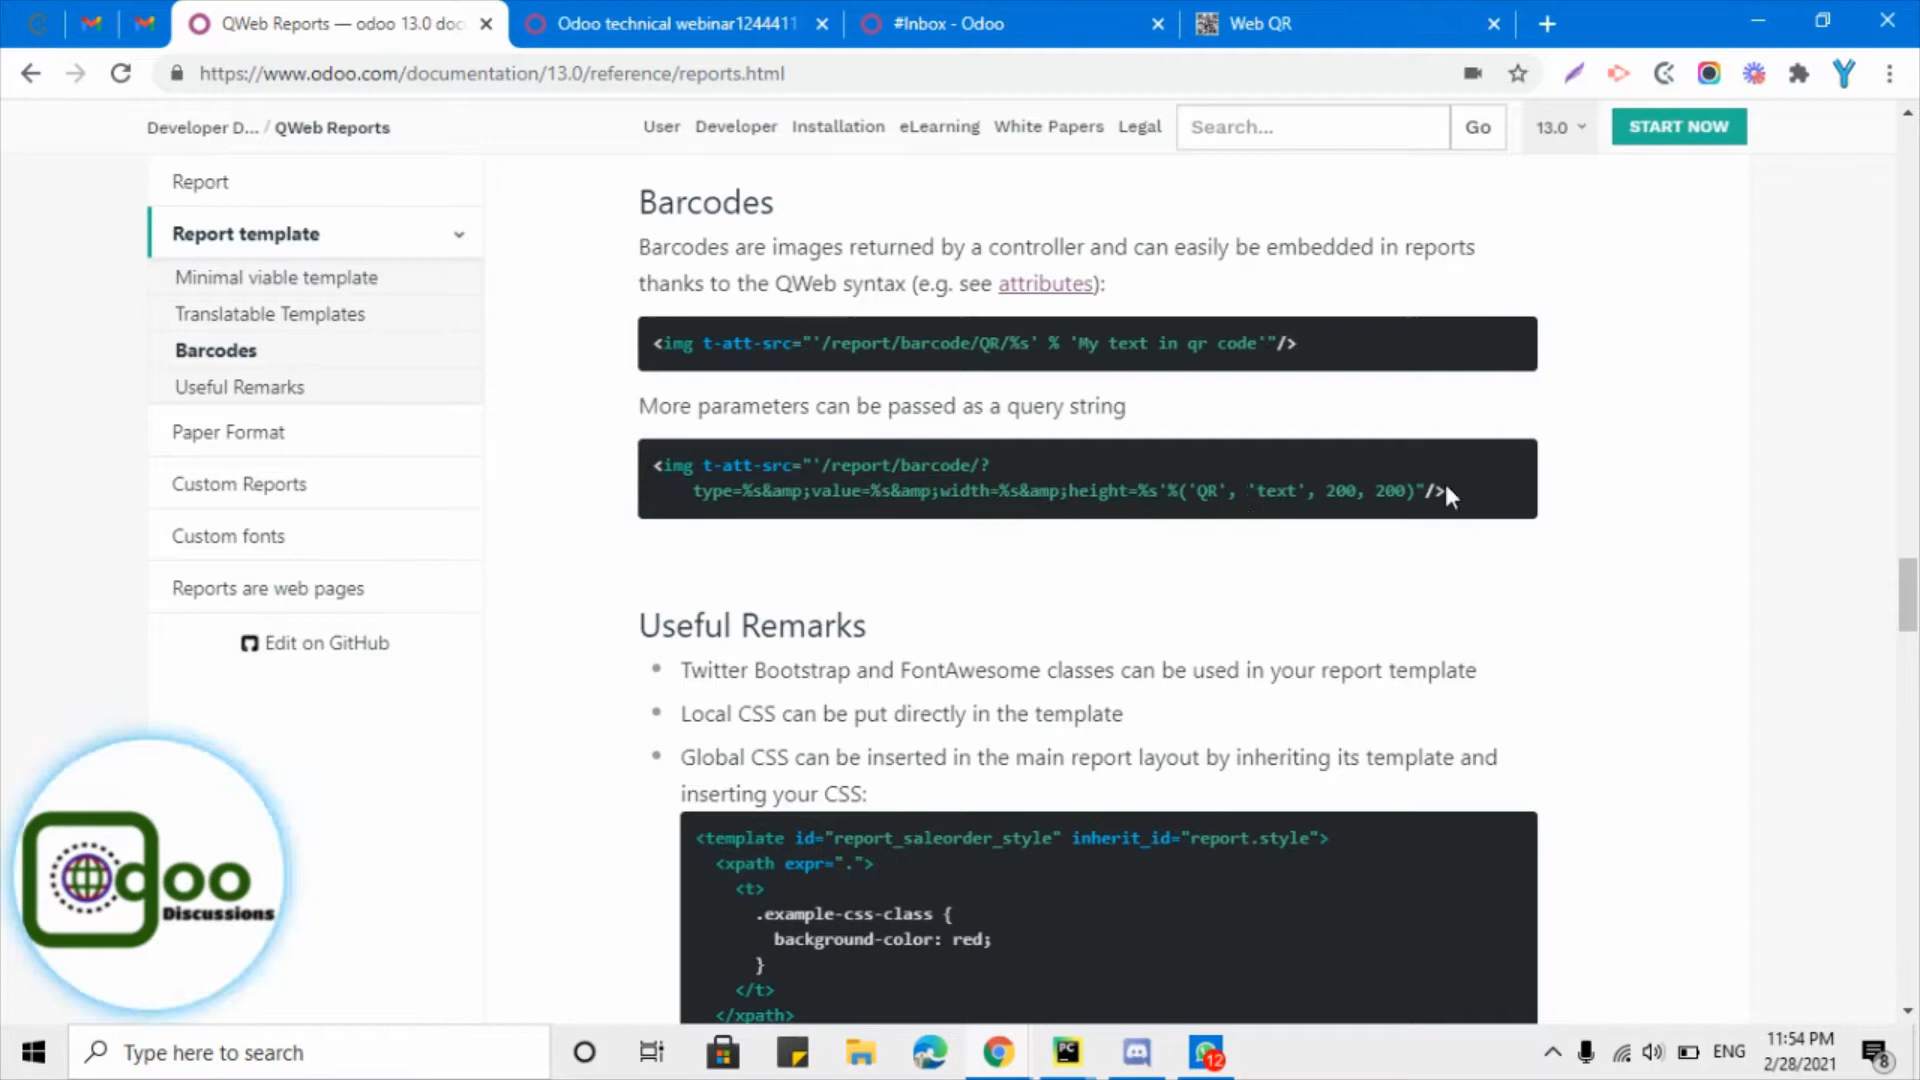 QWeb Reports — odoo 13.0 doc
Odoo technical webinar1244411
#Inbox - Odoo
Web QR
https://www.odoo.com/documentation/13.0/reference/reports.html
Developer D... / QWeb Reports
User Developer Installation eLearning White Papers Legal
Search...
Go
13.0
START NOW
Report
Report template
Minimal viable template
Translatable Templates
Barcodes
Useful Remarks
Paper Format
Custom Reports
Custom fonts
Reports are web pages
Edit on GitHub
Barcodes
Barcodes are images returned by a controller and can easily be embedded in reports
thanks to the QWeb syntax (e.g. see attributes):
<img t-att-src="'/report/barcode/QR/%s' % 'My text in qr code'"/>
More parameters can be passed as a query string
<img t-att-src="'/report/barcode/?
type=%s&amp;value=%s&amp;width=%s&amp;height=%s'%('QR', 'text', 200, 200)"/>
Useful Remarks
Twitter Bootstrap and FontAwesome classes can be used in your report template
Local CSS can be put directly in the template
Global CSS can be inserted in the main report layout by inheriting its template and
inserting your CSS:
<template id="report_saleorder_style" inherit_id="report.style">
<xpath expr=".">
<t>
.example-css-class {
background-color: red;
}
</t>
</xpath>
Odoo
Discussions
Type here to search
PC
12
ENG
11:54 PM
2/28/2021
8